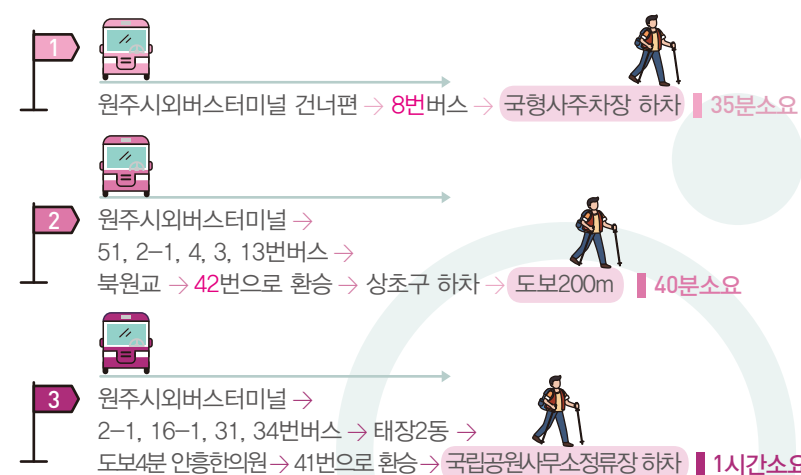 1
원주시외버스터미널 건너편 → 8번버스 → 국형사주차장 하차 35분소요
2
원주시외버스터미널 →
51, 2-1, 4, 3, 13번버스 →
북원교 → 42번으로 환승 → 상초구 하차 → 도보200m 40분소요
3
원주시외버스터미널 →
2-1, 16-1, 31, 34번버스 → 태장2동 →
도보4분 안흥한의원 → 41번으로 환승 → 국립공원사무소정류장 하차 1시간소요